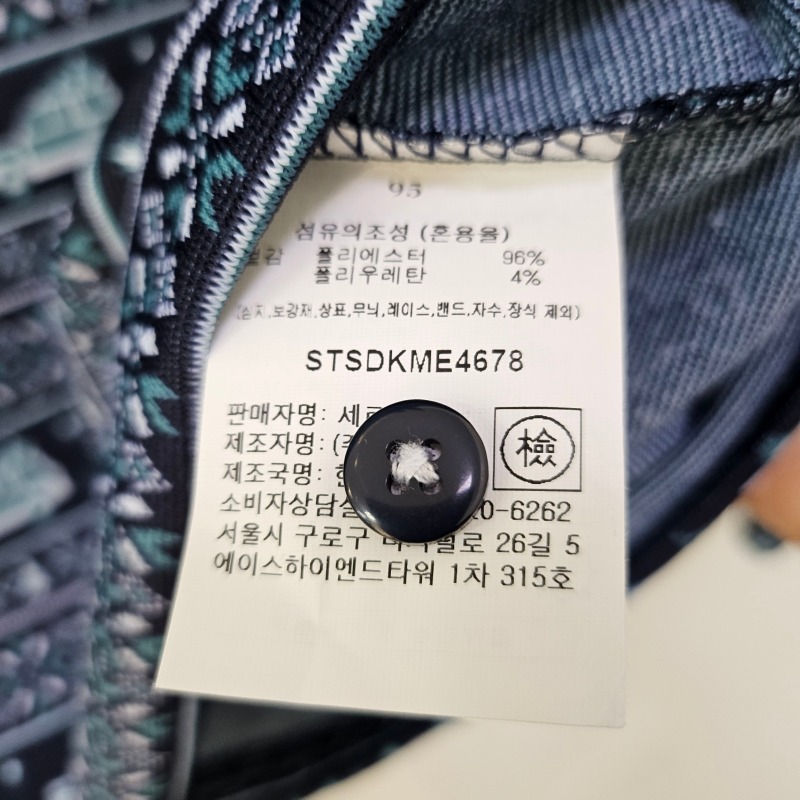 95
섬유의조성 (혼용율)
겉감 폴리에스터 96%
폴리우레탄 4%
(심지,보강재,상표,무늬,레이스,밴드,자수,장식 제외)
STSDKME4678
판매자명:
제조자명:
檢
제조국명:
소비자상담실 0-6262
서울시 구로구 26길 5
에이스하이엔드타워 1차 315호